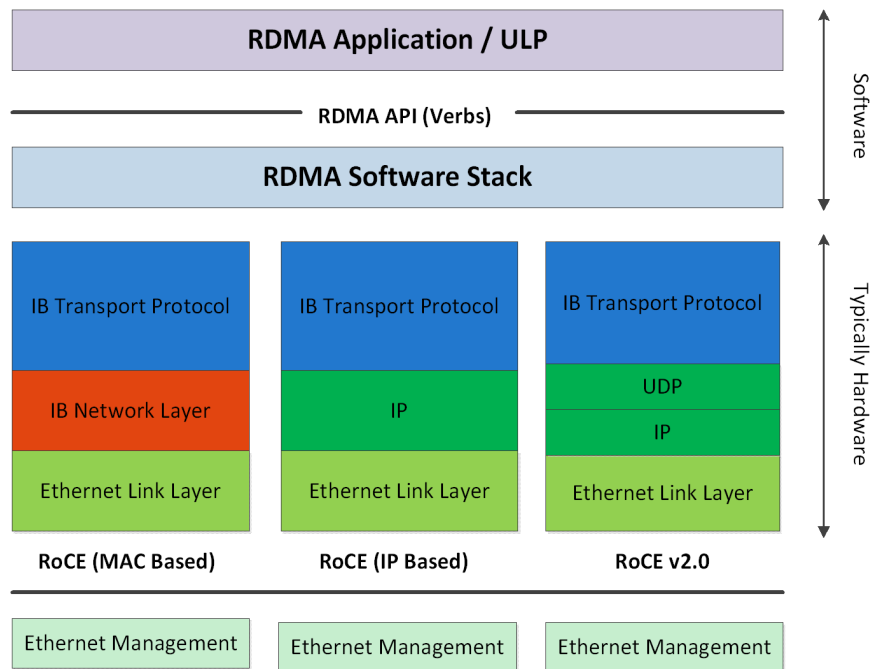 RDMA Application / ULP
RDMA API (Verbs)
RDMA Software Stack
Software
IB Transport Protocol
IB Network Layer
Ethernet Link Layer
RoCE (MAC Based)
IB Transport Protocol
IP
Ethernet Link Layer
RoCE (IP Based)
IB Transport Protocol
UDP
IP
Ethernet Link Layer
RoCE v2.0
Typically Hardware
Ethernet Management
Ethernet Management
Ethernet Management